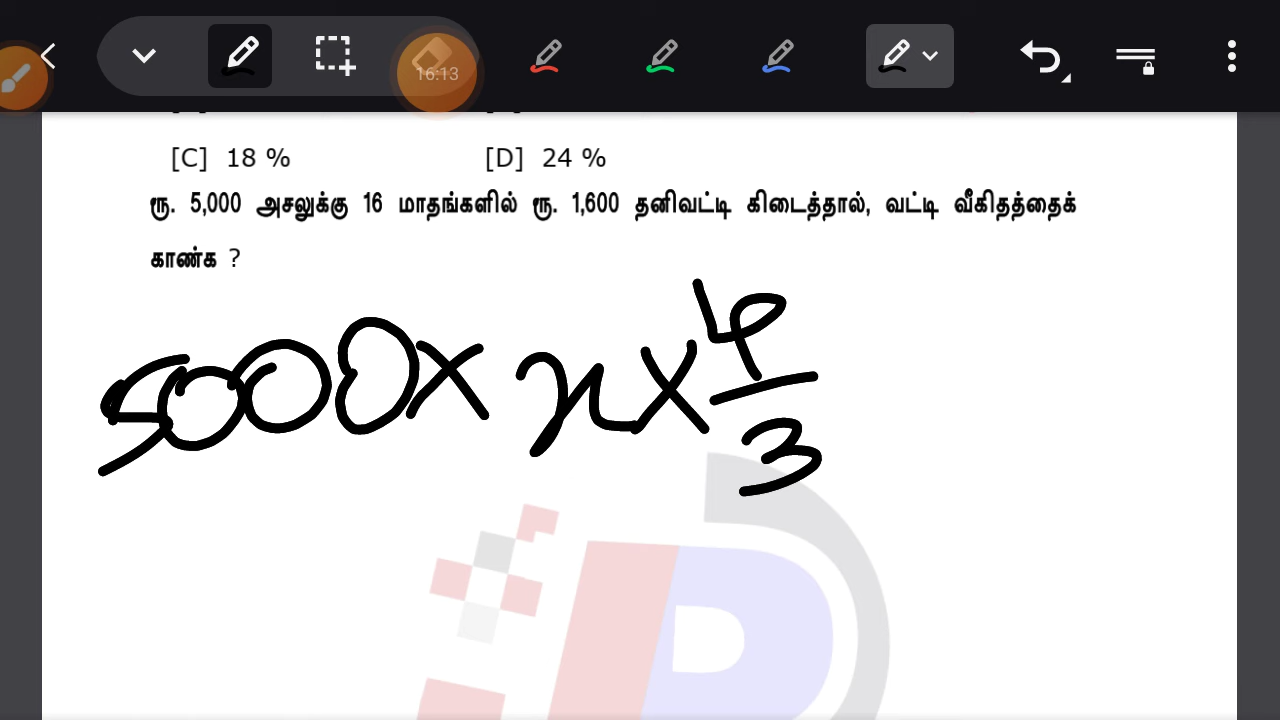 16:13
[C] 18 % [D] 24 %
ரூ. 5,000 அசலுக்கு 16 மாதங்களில் ரூ. 1,600 தனிவட்டி கிடைத்தால், வட்டி வீகிதத்தைக்
காண்க ?
5000 × x × 4/3